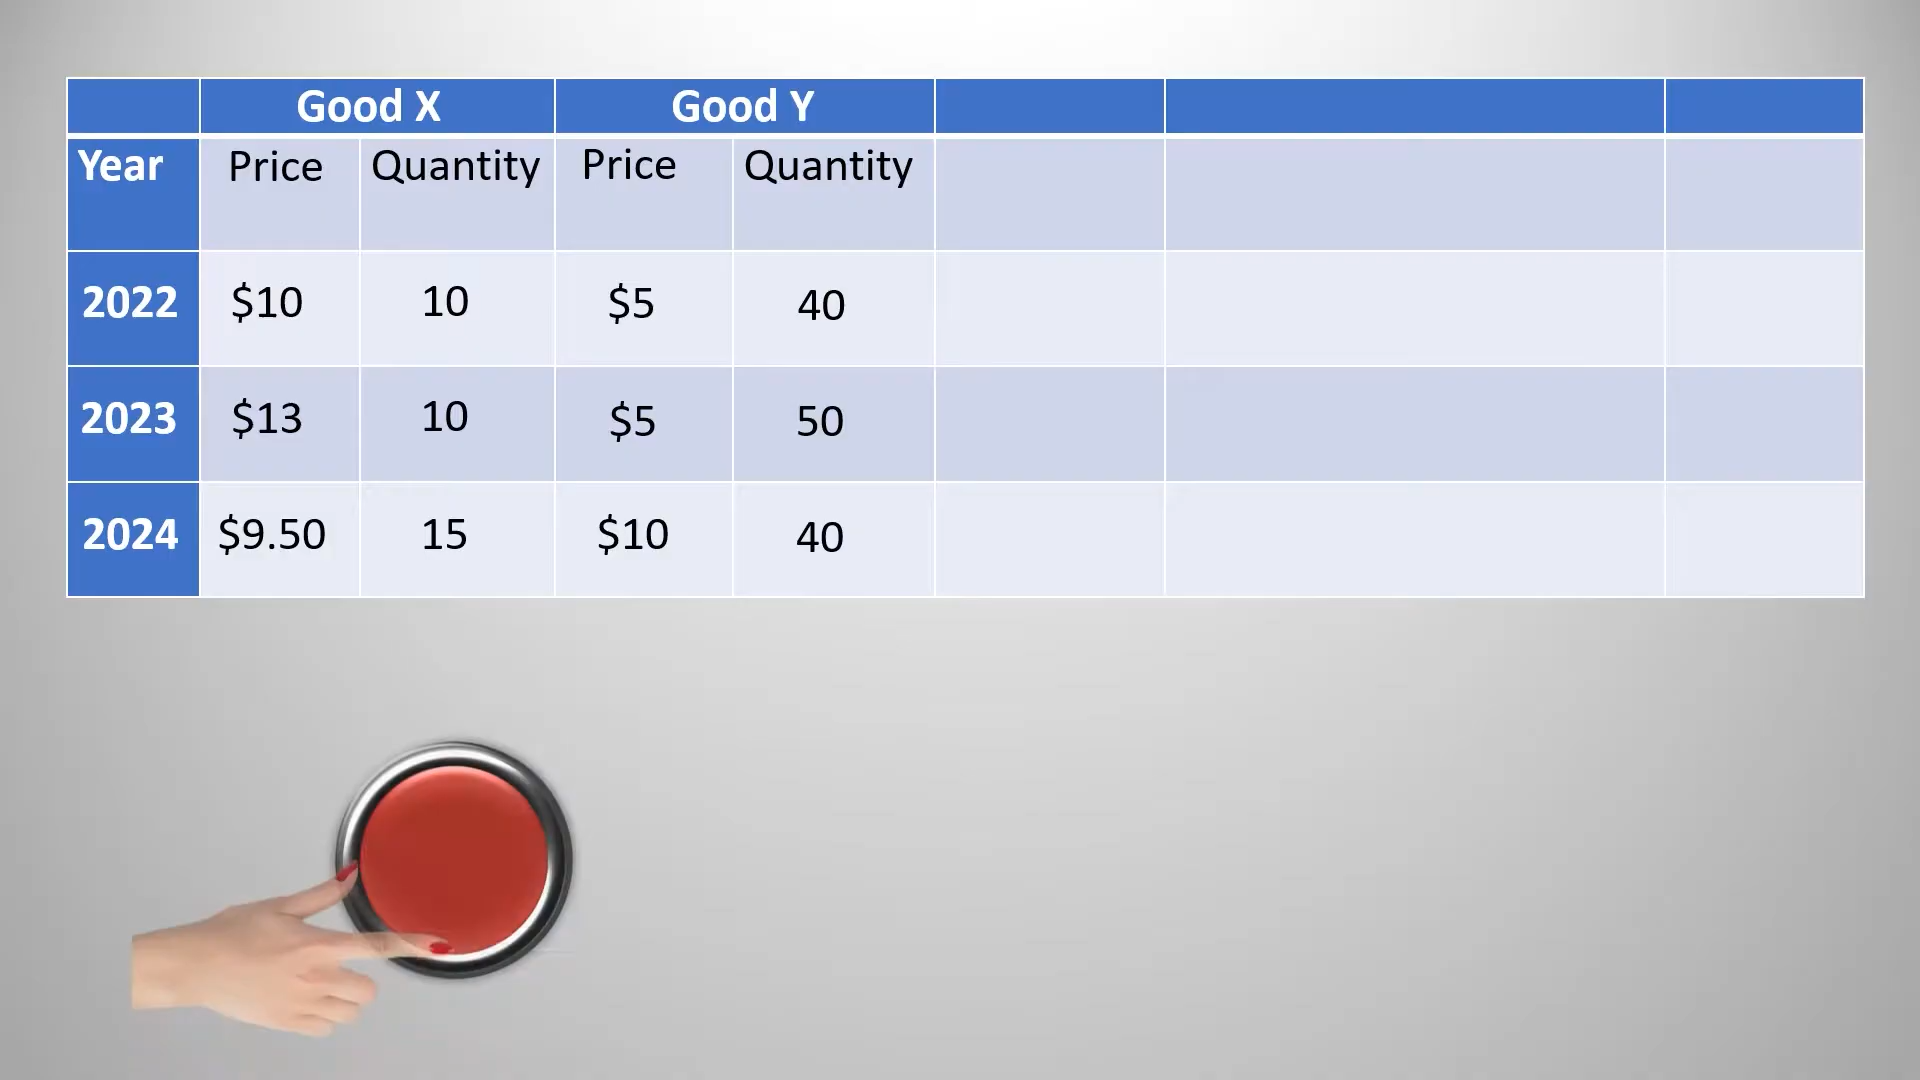 Good X Good Y
Year Price Quantity Price Quantity
2022 $10 10 $5 40
2023 $13 10 $5 50
2024 $9.50 15 $10 40